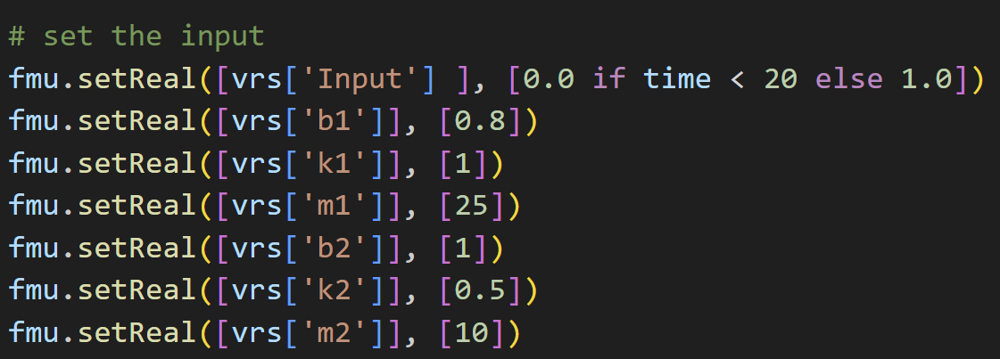 # set the input
fmu.setReal([vrs['Input'] ], [0.0 if time < 20 else 1.0])
fmu.setReal([vrs['b1']], [0.8])
fmu.setReal([vrs['k1']], [1])
fmu.setReal([vrs['m1']], [25])
fmu.setReal([vrs['b2']], [1])
fmu.setReal([vrs['k2']], [0.5])
fmu.setReal([vrs['m2']], [10])